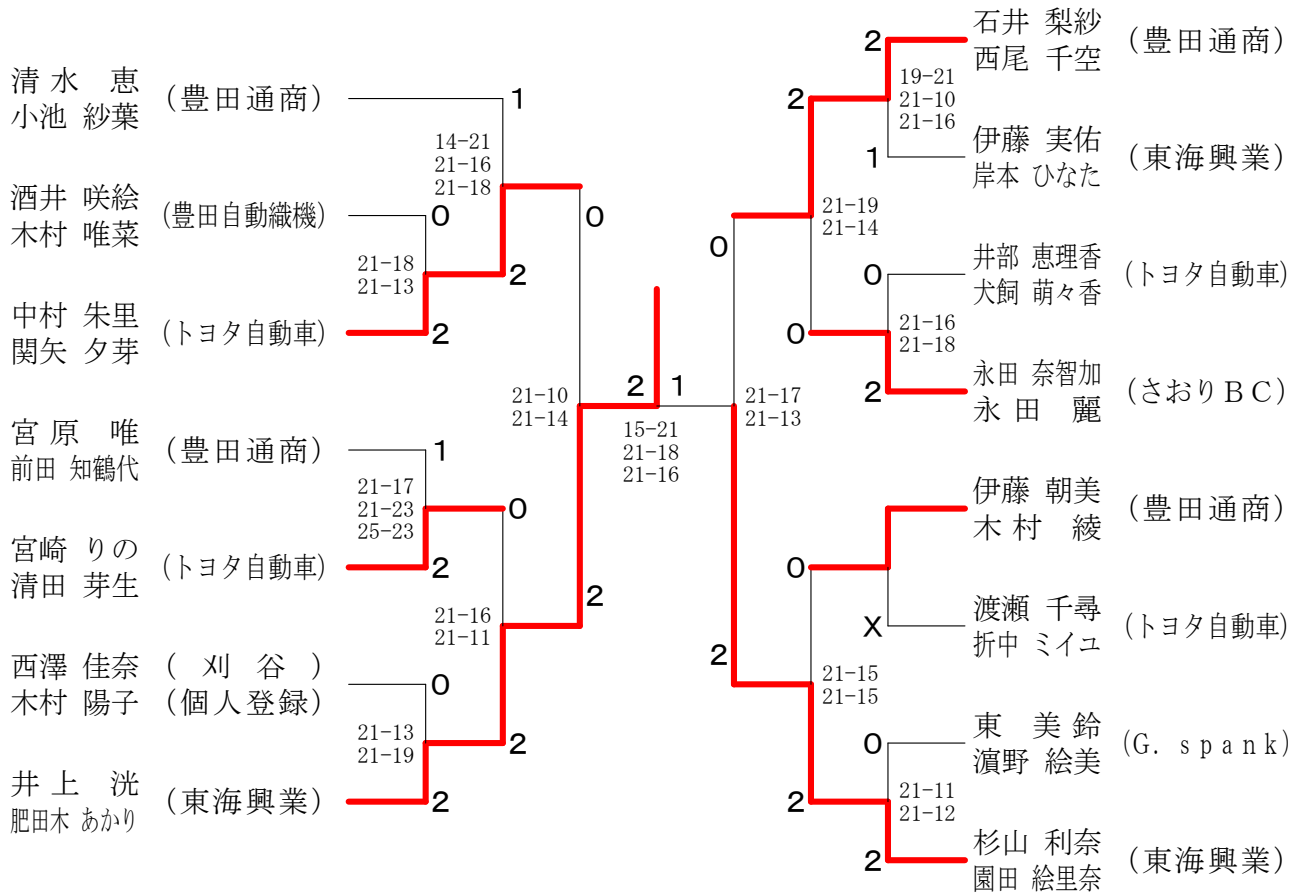 清水 恵
小池 紗葉
(豊田通商)
1
14-21
21-16
21-18
酒井 咲絵
木村 唯菜
(豊田自動織機)
0
21-18
21-13
2
中村 朱里
関矢 夕芽
(トヨタ自動車)
2
0
宮原 唯
前田 知鶴代
(豊田通商)
1
21-17
21-23
25-23
0
宮崎 りの
清田 芽生
(トヨタ自動車)
2
21-16
21-11
2
西澤 佳奈
木村 陽子
(刈谷)
(個人登録)
0
21-13
21-19
2
井上 洸
肥田木 あかり
(東海興業)
2
21-10
21-14
2
1
15-21
21-18
21-16
石井 梨紗
西尾 千空
(豊田通商)
2
19-21
21-10
21-16
2
伊藤 実佑
岸本 ひなた
(東海興業)
1
21-19
21-14
0
井部 恵理香
犬飼 萌々香
(トヨタ自動車)
0
21-16
21-18
0
永田 奈智加
永田 麗
(さおりBC)
2
21-17
21-13
伊藤 朝美
木村 綾
(豊田通商)
0
渡瀬 千尋
折中 ミイユ
(トヨタ自動車)
X
21-15
21-15
2
東 美鈴
濵野 絵美
(G. spank)
0
21-11
21-12
2
杉山 利奈
園田 絵里奈
(東海興業)
2